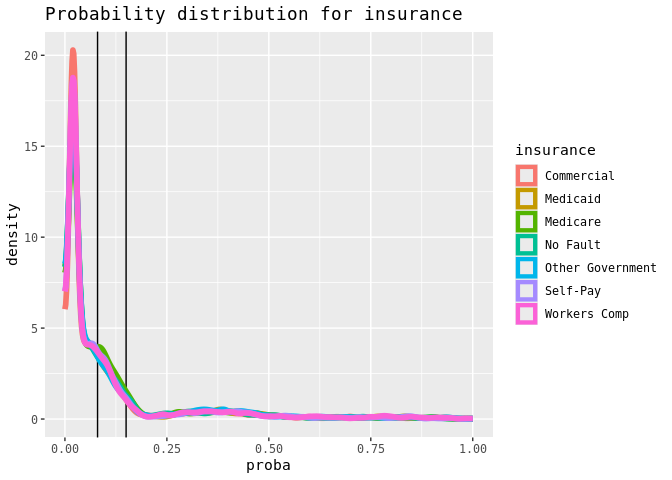 Probability distribution for insurance
20
15
10
5
0
density
0.00 0.25 0.50 0.75 1.00
proba
insurance
Commercial
Medicaid
Medicare
No Fault
Other Government
Self-Pay
Workers Comp